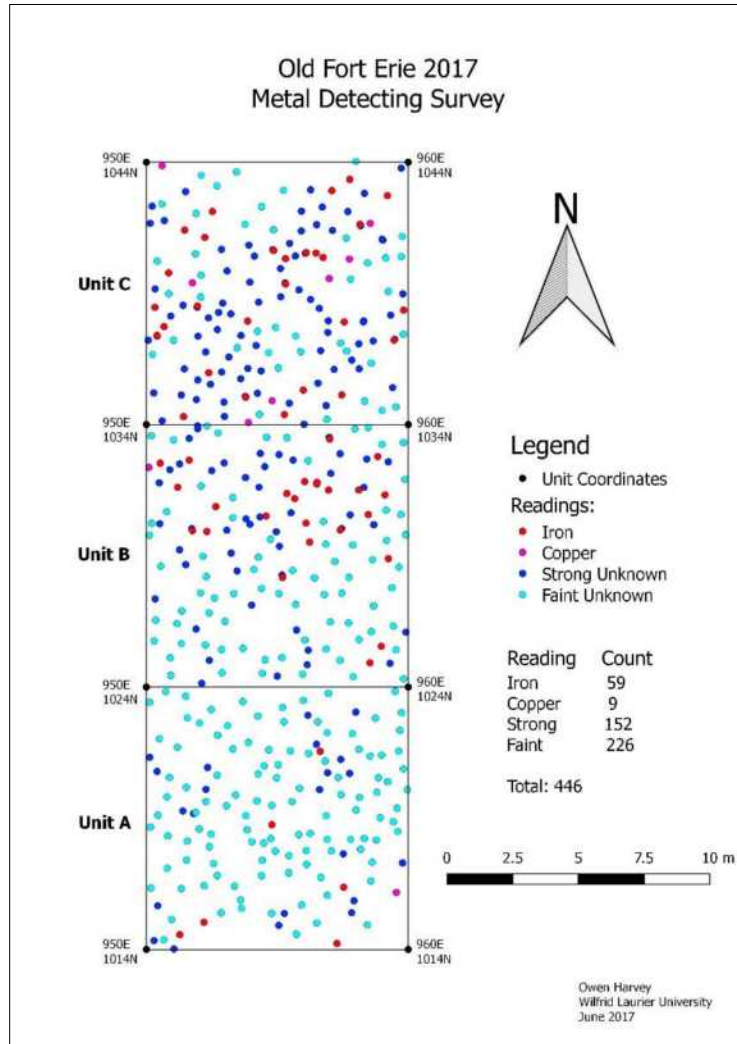 Old Fort Erie 2017
Metal Detecting Survey
950E
1044N
960E
1044N
N
Unit C
950E
1034N
960E
1034N
Legend
Unit Coordinates
Readings:
Iron
Copper
Strong Unknown
Faint Unknown
Unit B
Reading Count
Iron 59
Copper 9
Strong 152
Faint 226
Total: 446
950E
1024N
960E
1024N
Unit A
0 2.5 5 7.5 10 m
950E
1014N
960E
1014N
Owen Harvey
Wilfrid Laurier University
June 2017